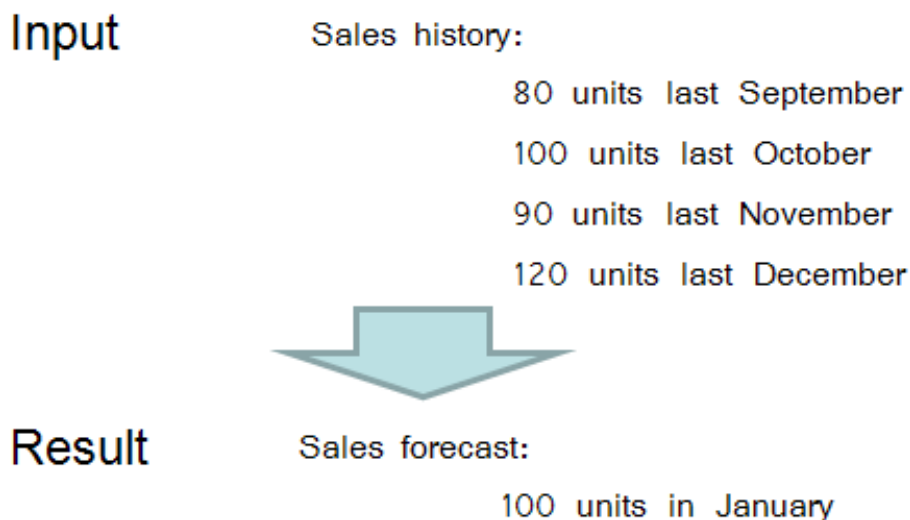 Input
Sales history:
80 units last September
100 units last October
90 units last November
120 units last December
Result
Sales forecast:
100 units in January